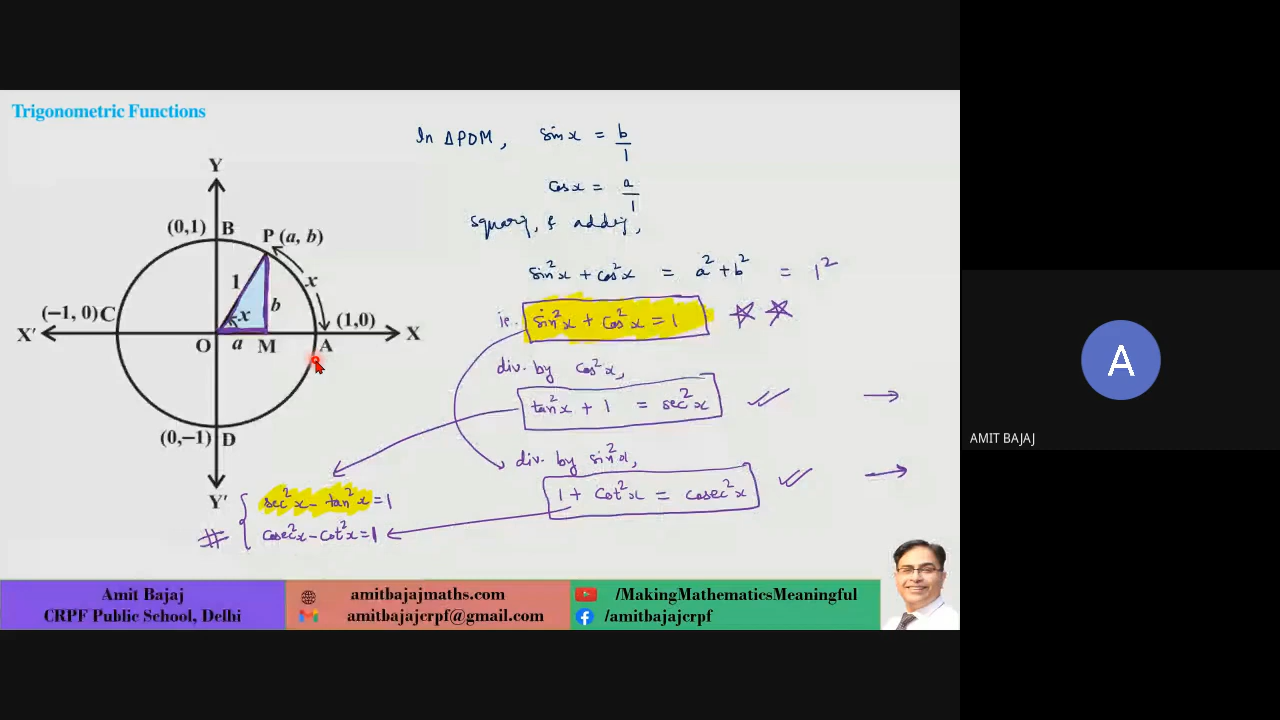 Trigonometric Functions
Y
(0,1) B
P (a, b)
1
x
x
b
(−1, 0)C
(1,0)
X′
X
O
a
M
A
(0,−1) D
Y′
In ΔPOM, sin x = b/1
cos x = a/1
squarig, & addig,
sin²x + cos²x = a² + b² = 1²
ie. sin²x + cos²x = 1
div. by cos²x,
tan²x + 1 = sec²x
div. by sin²x,
1 + cot²x = cosec²x
sec²x − tan²x = 1
# cosec²x − cot²x = 1
Amit Bajaj
CRPF Public School, Delhi
amitbajajmaths.com
amitbajajcrpf@gmail.com
/MakingMathematicsMeaningful
/amitbajajcrpf
A
AMIT BAJAJ